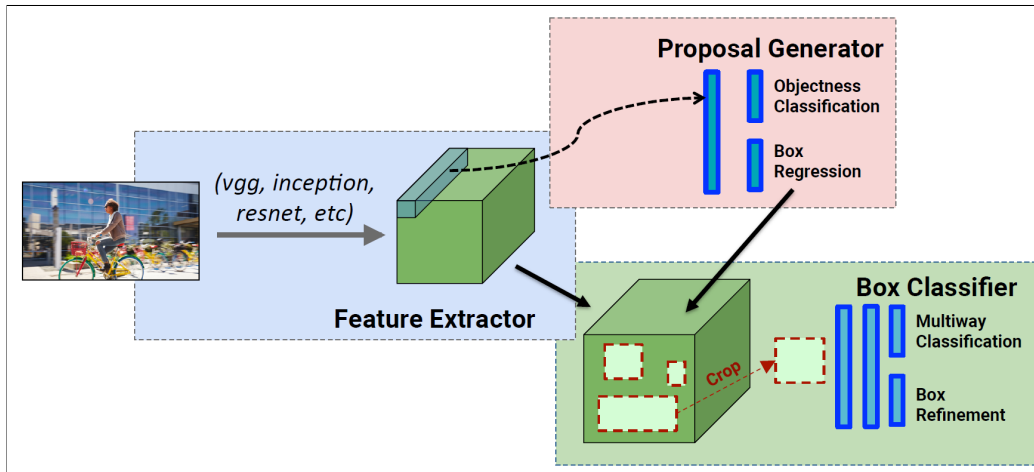 Proposal Generator
Objectness
Classification
Box
Regression
(vgg, inception,
resnet, etc)
Feature Extractor
Box Classifier
Multiway
Classification
Crop
Box
Refinement